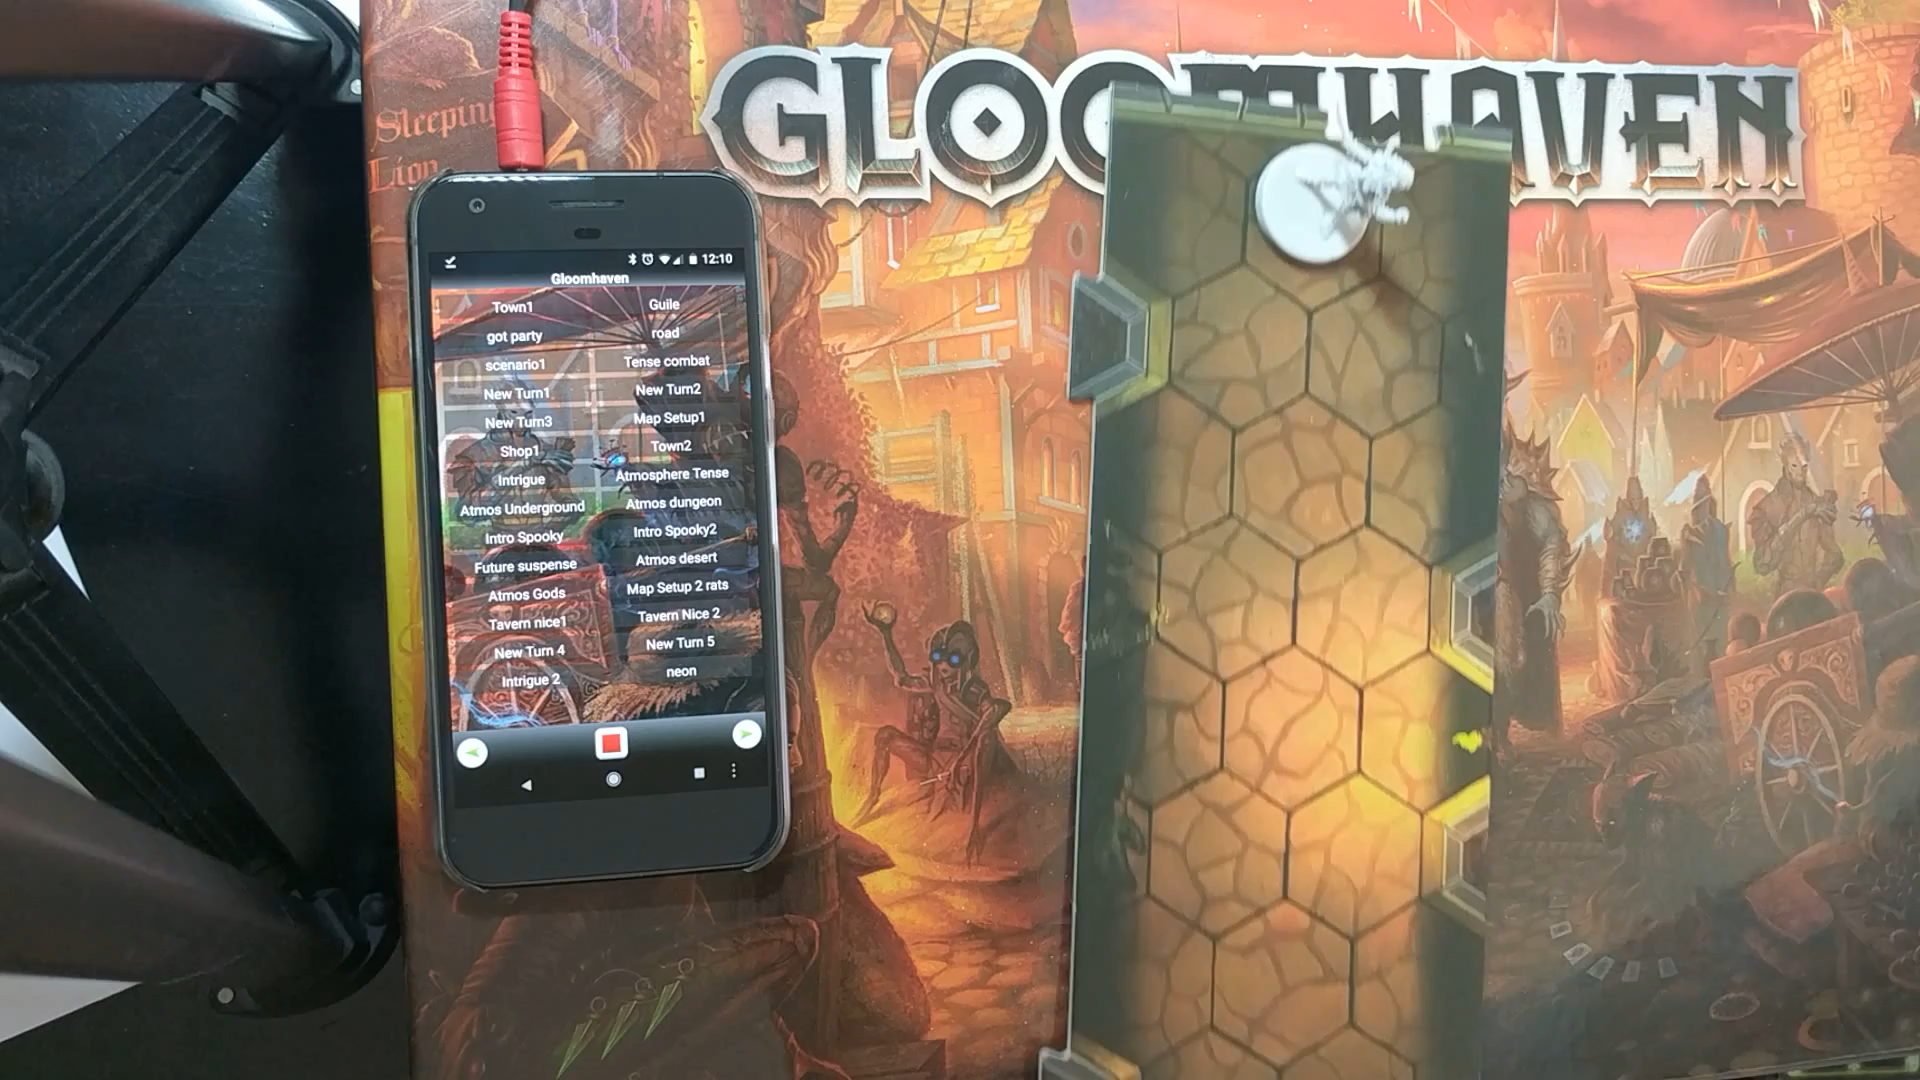 GLOOMHAVEN
Sleeping
Lion
12:10
Gloomhaven
Town1 Guile
got party road
scenario1 Tense combat
New Turn1 New Turn2
New Turn3 Map Setup1
Shop1 Town2
Intrigue Atmosphere Tense
Atmos Underground Atmos dungeon
Intro Spooky Intro Spooky2
Future suspense Atmos desert
Atmos Gods Map Setup 2 rats
Tavern nice1 Tavern Nice 2
New Turn 4 New Turn 5
Intrigue 2 neon